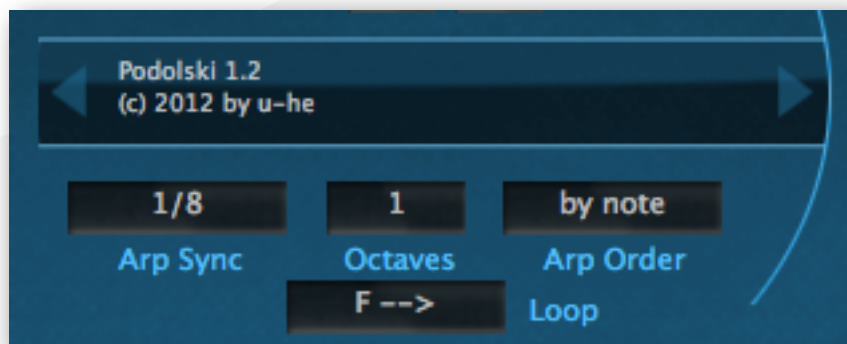 Podolski 1.2
(c) 2012 by u-he
1/8 1 by note
Arp Sync Octaves Arp Order
F --> Loop